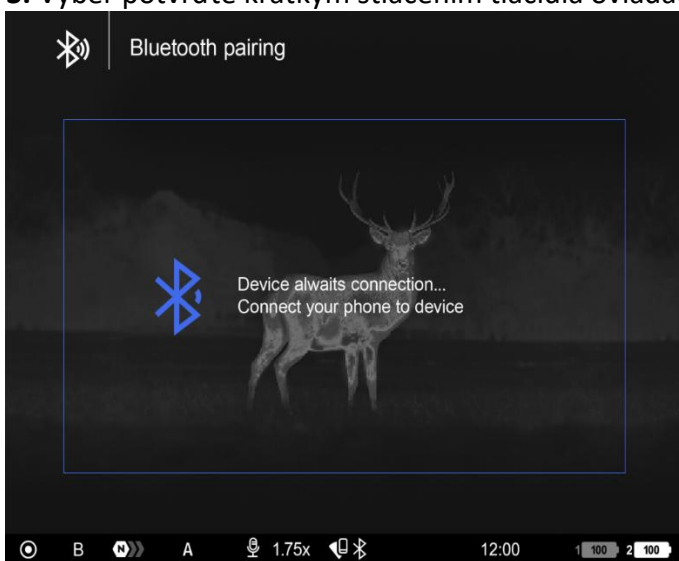 Bluetooth pairing
Device alwaits connection...
Connect your phone to device
B N A 1.75x 12:00 1 100 2 100